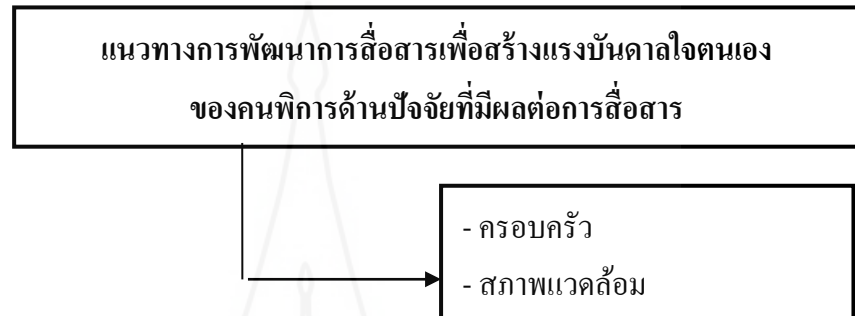 แนวทางการพัฒนาการสื่อสารเพื่อสร้างแรงบันดาลใจตนเอง
ของคนพิการด้านปัจจัยที่มีผลต่อการสื่อสาร
- ครอบครัว
- สภาพแวดล้อม